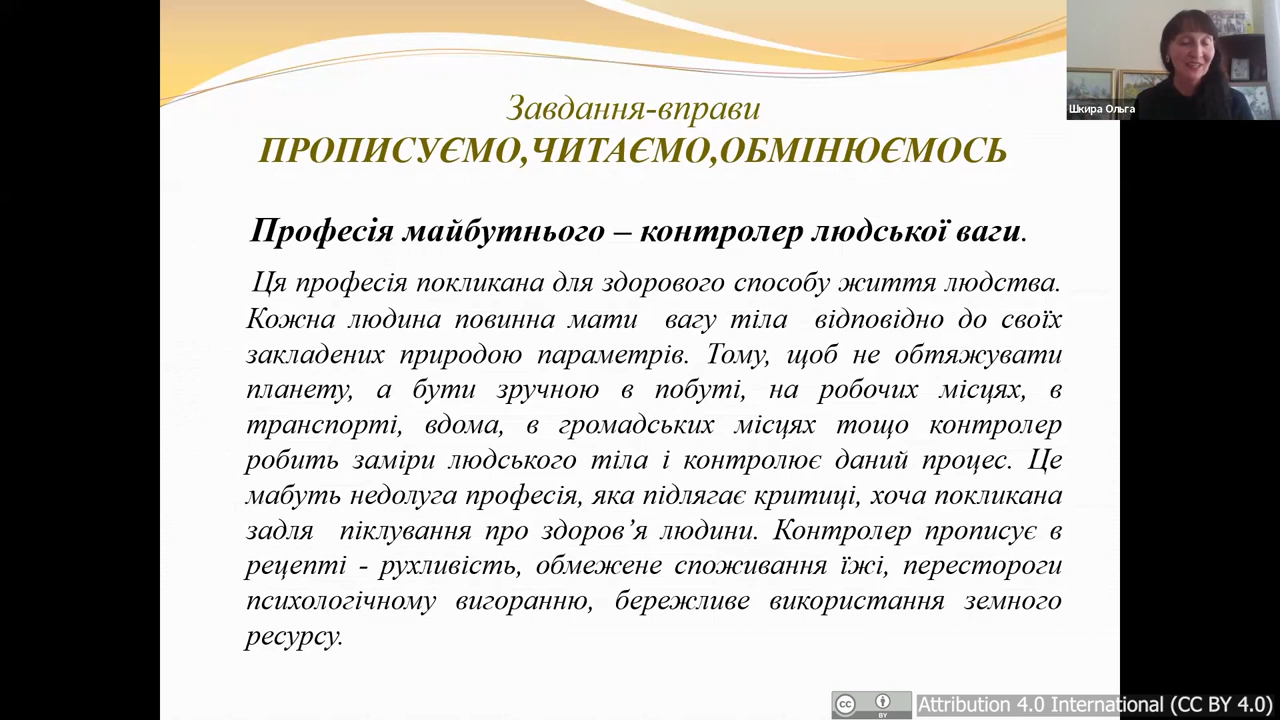 Шкира Ольга
Завдання-вправи
ПРОПИСУЄМО,ЧИТАЄМО,ОБМІНЮЄМОСЬ
Професія майбутнього – контролер людської ваги.
Ця професія покликана для здорового способу життя людства.
Кожна людина повинна мати вагу тіла відповідно до своїх
закладених природою параметрів. Тому, щоб не обтяжувати
планету, а бути зручною в побуті, на робочих місцях, в
транспорті, вдома, в громадських місцях тощо контролер
робить заміри людського тіла і контролює даний процес. Це
мабуть недолуга професія, яка підлягає критиці, хоча покликана
задля піклування про здоров’я людини. Контролер прописує в
рецепті - рухливість, обмежене споживання їжі, перестороги
психологічному вигоранню, бережливе використання земного
ресурсу.
cc BY Attribution 4.0 International (CC BY 4.0)